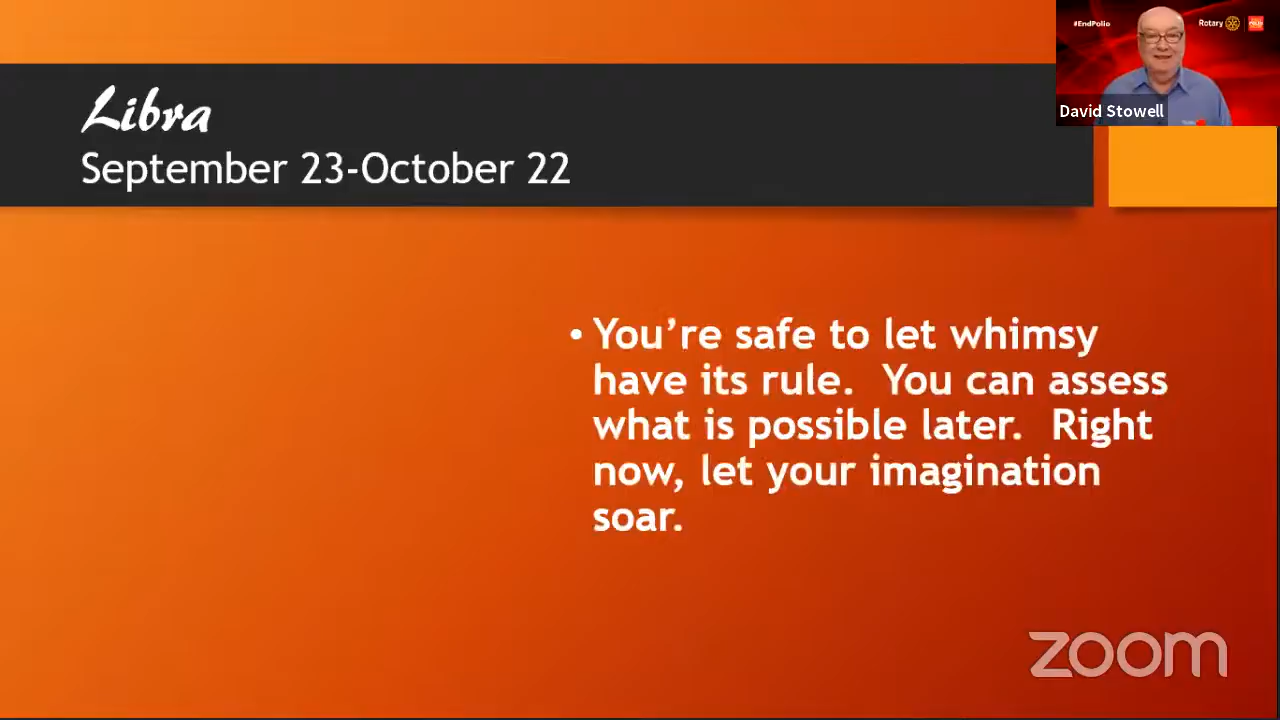 #EndPolio
Rotary
David Stowell
Libra
September 23-October 22
• You’re safe to let whimsy
have its rule.  You can assess
what is possible later.  Right
now, let your imagination
soar.
zoom